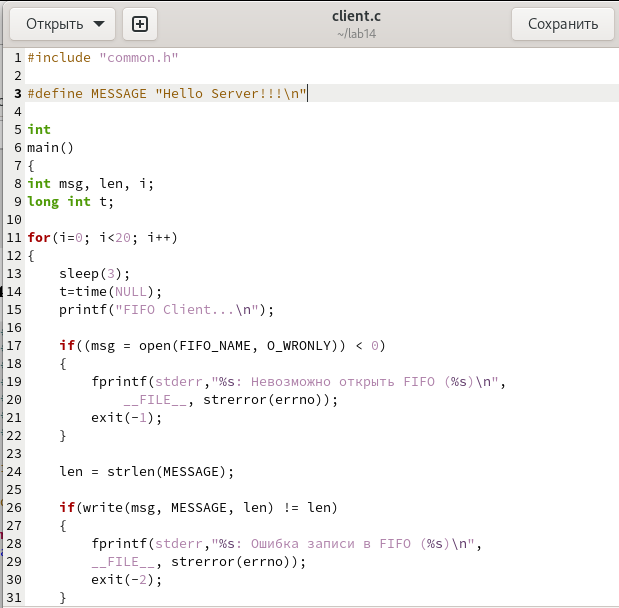 Открыть
client.c
~/lab14
Сохранить
1 #include "common.h"
2
3 #define MESSAGE "Hello Server!!!\n"
4
5 int
6 main()
7 {
8 int msg, len, i;
9 long int t;
10
11 for(i=0; i<20; i++)
12 {
13     sleep(3);
14     t=time(NULL);
15     printf("FIFO Client...\n");
16
17     if((msg = open(FIFO_NAME, O_WRONLY)) < 0)
18     {
19         fprintf(stderr,"%s: Невозможно открыть FIFO (%s)\n",
20             __FILE__, strerror(errno));
21         exit(-1);
22     }
23
24     len = strlen(MESSAGE);
25
26     if(write(msg, MESSAGE, len) != len)
27     {
28         fprintf(stderr,"%s: Ошибка записи в FIFO (%s)\n",
29         __FILE__, strerror(errno));
30         exit(-2);
31     }